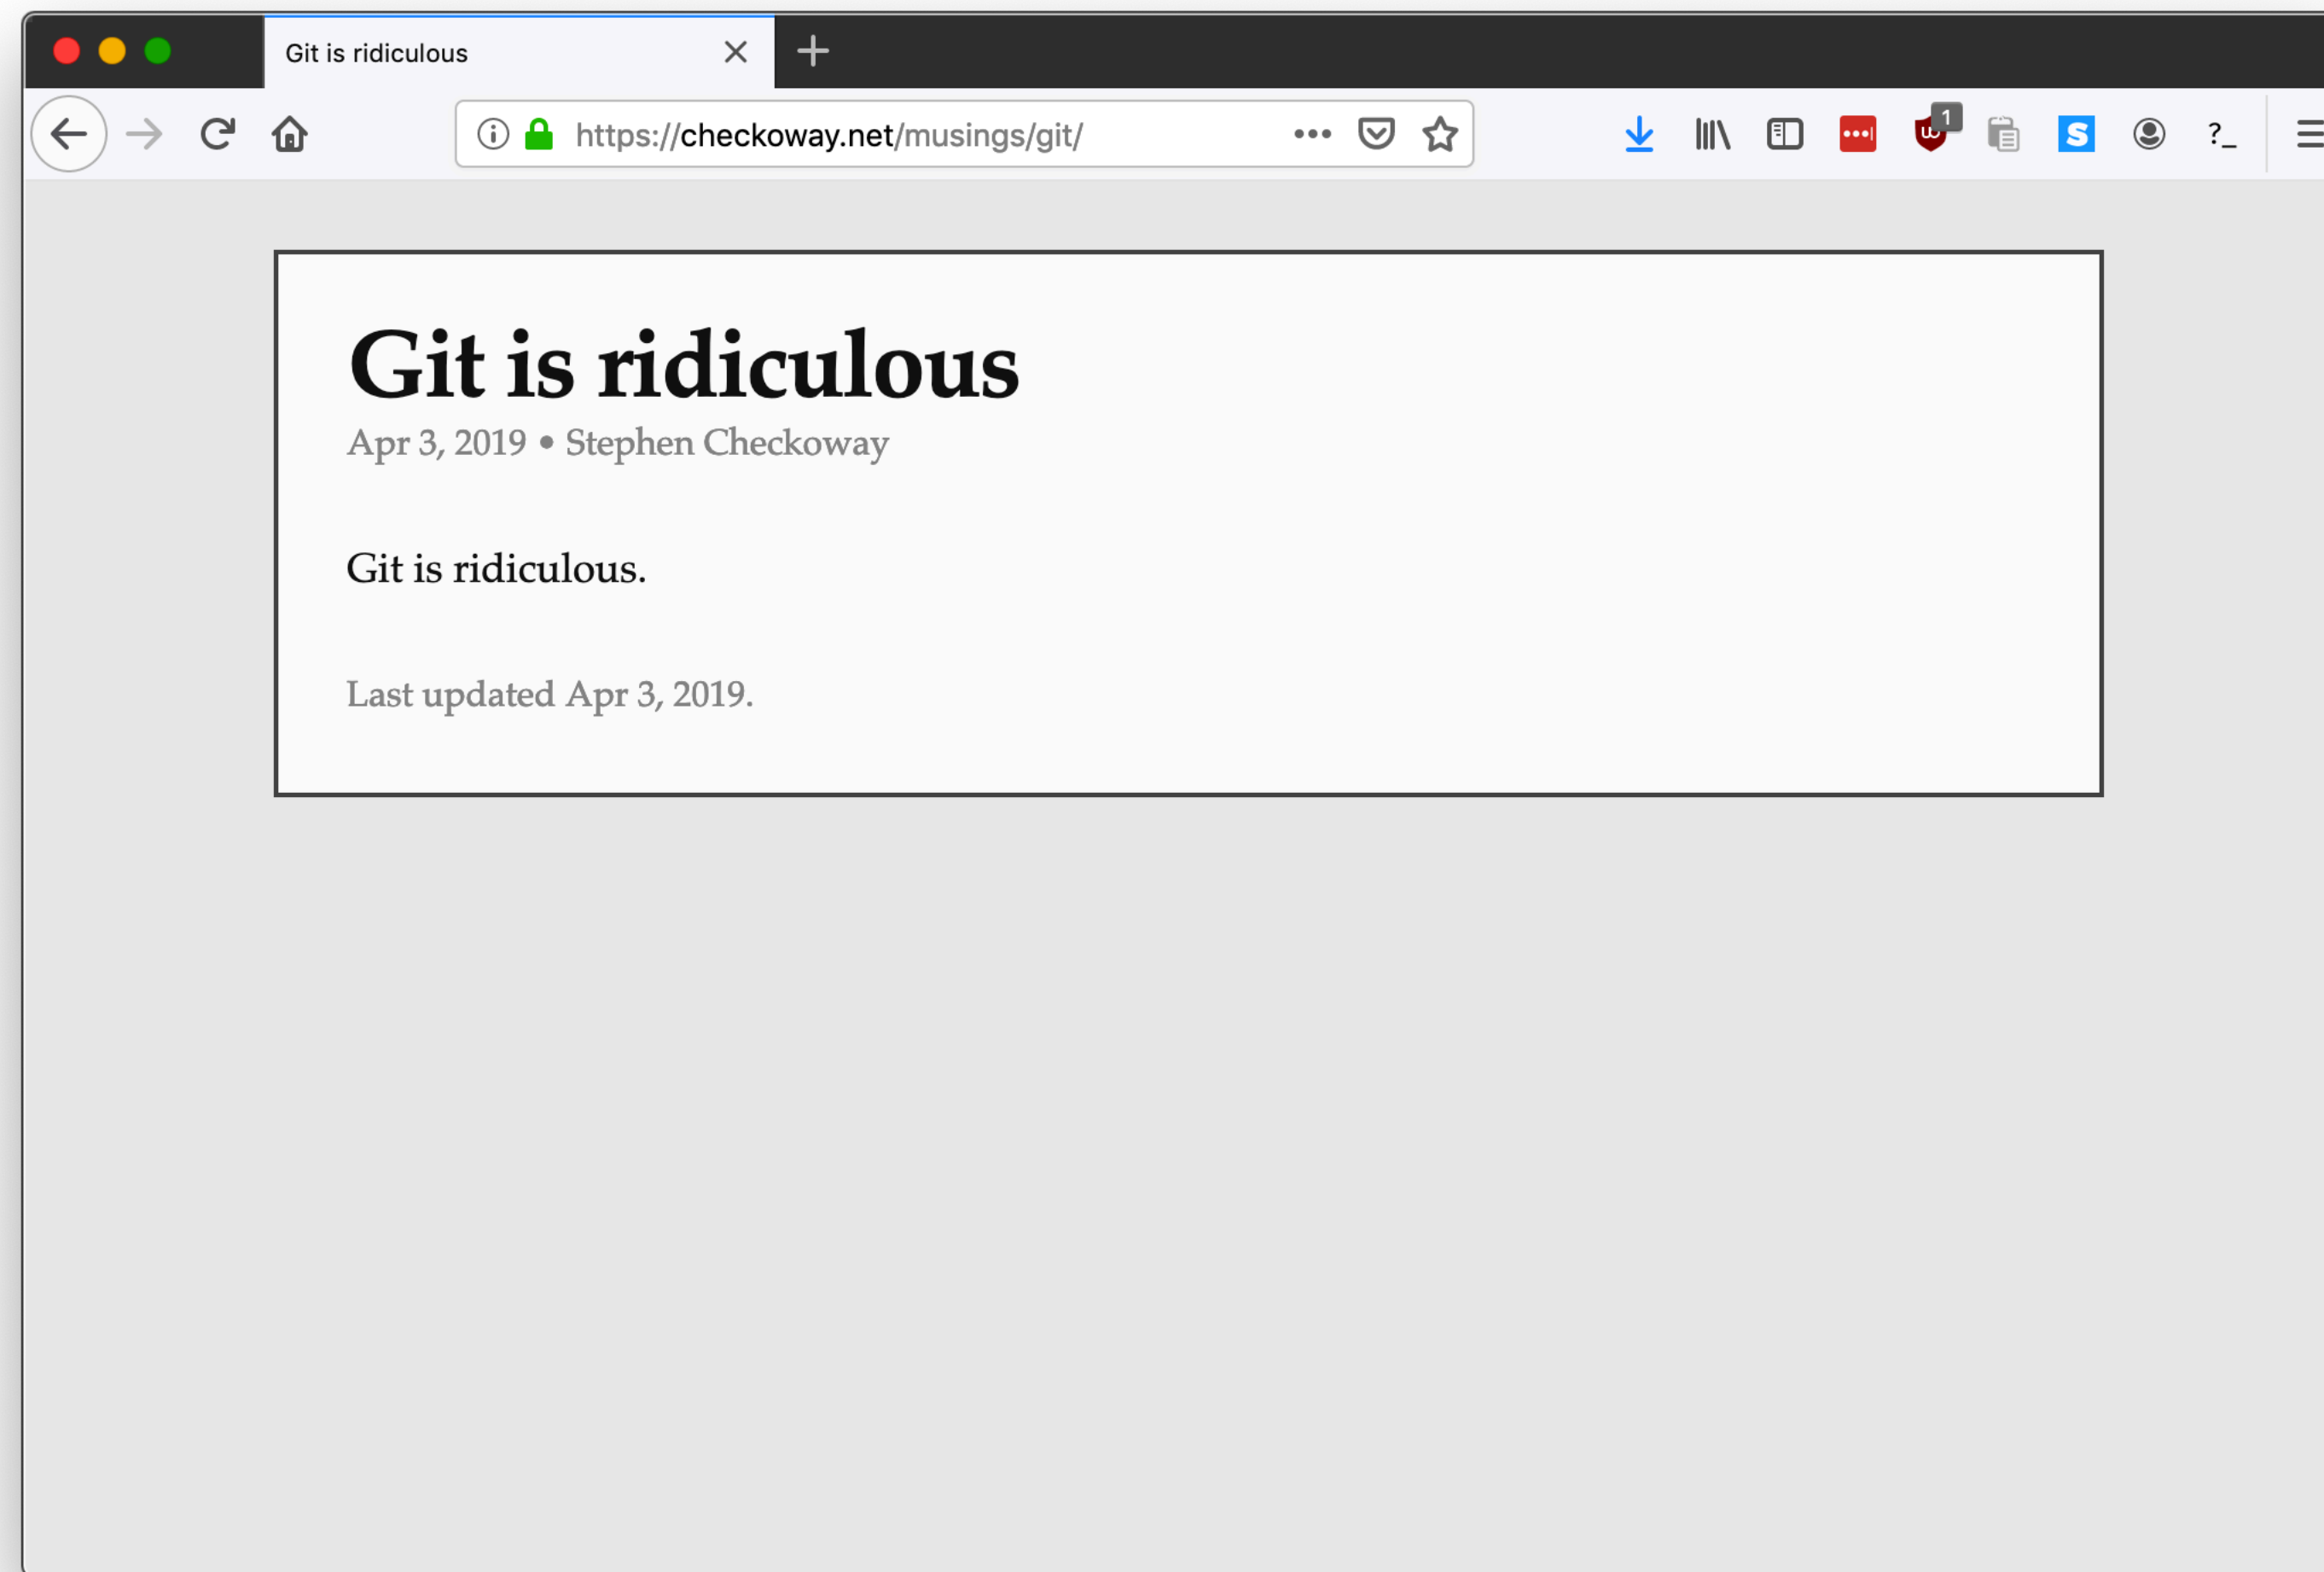 Git is ridiculous
https://checkoway.net/musings/git/
1
S
?_
Git is ridiculous
Apr 3, 2019 • Stephen Checkoway
Git is ridiculous.
Last updated Apr 3, 2019.